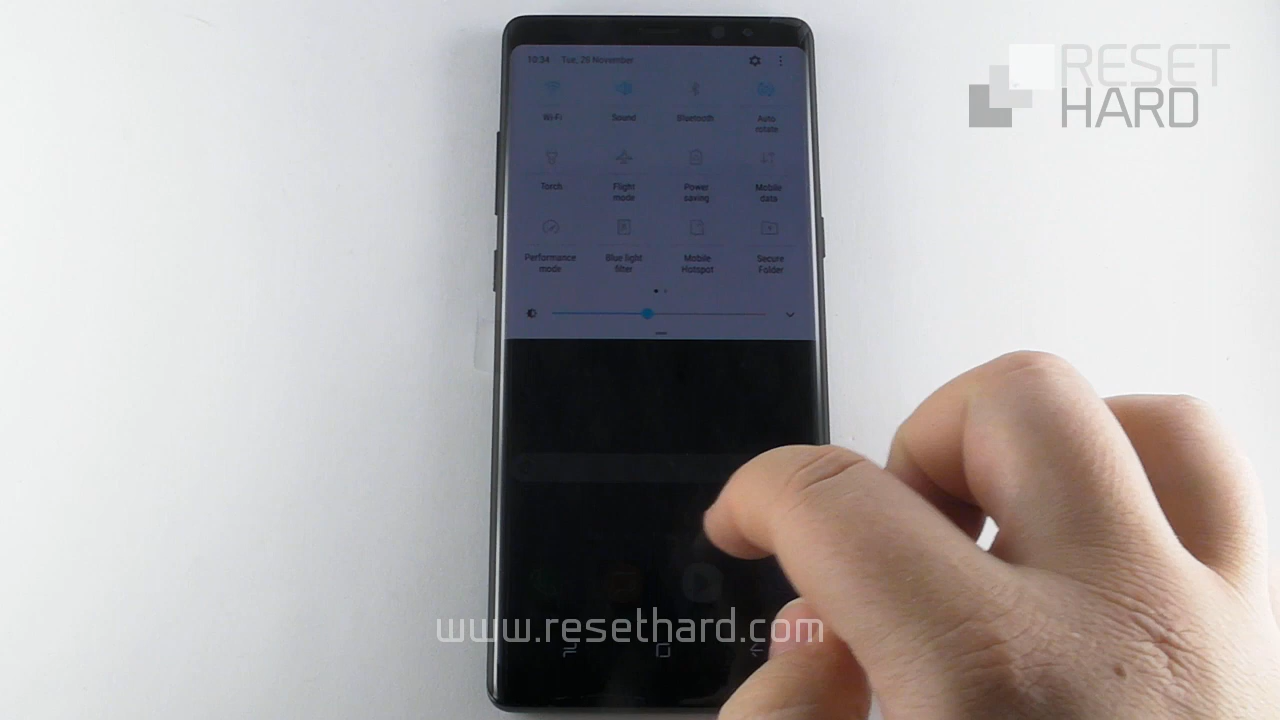 10:34 Tue, 20 November
Wi-Fi
Sound
Bluetooth
Auto
rotate
Torch
Flight
mode
Power
saving
Mobile
data
Performance
mode
Blue light
filter
Mobile
Hotspot
Secure
Folder
RESET
HARD
www.resethard.com